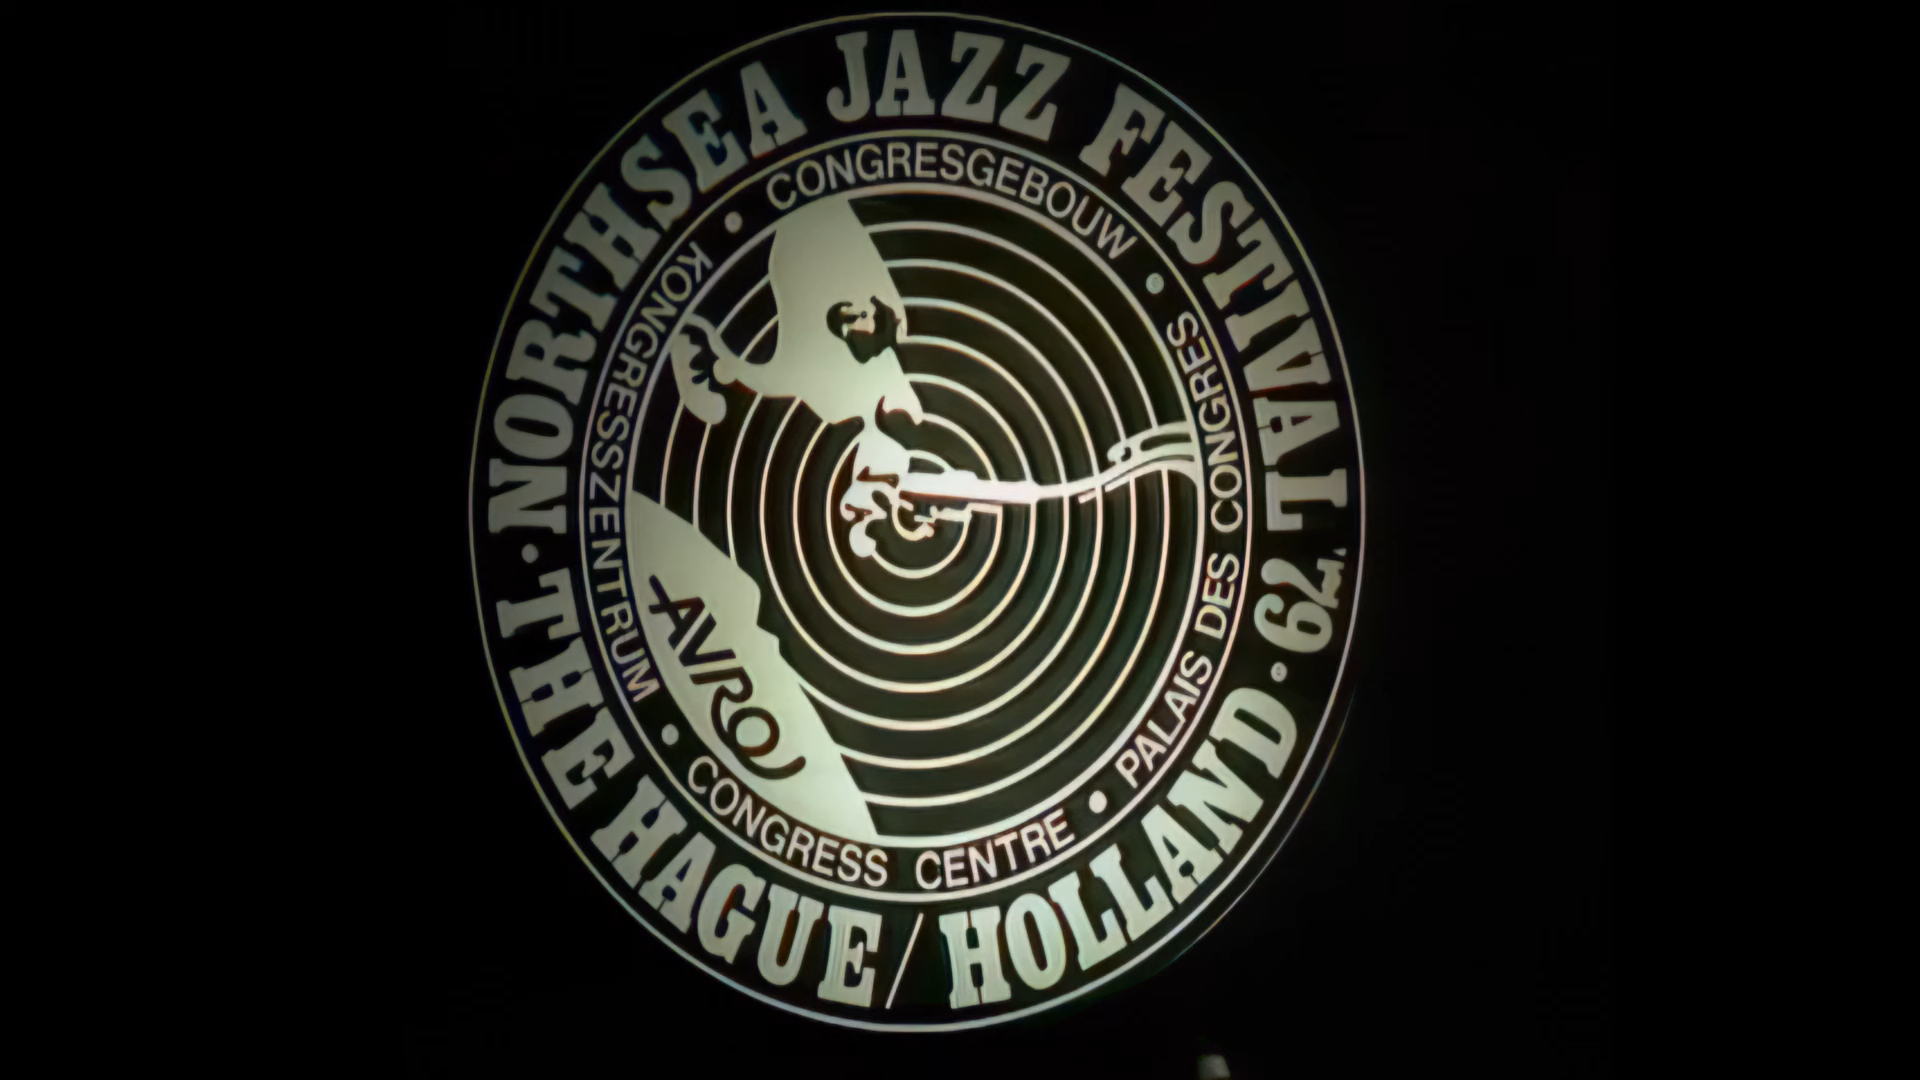 NORTHSEA JAZZ FESTIVAL '79
THE HAGUE/HOLLAND
CONGRESGEBOUW
PALAIS DES CONGRES
CONGRESS CENTRE
KONGRESSZENTRUM
AVRO